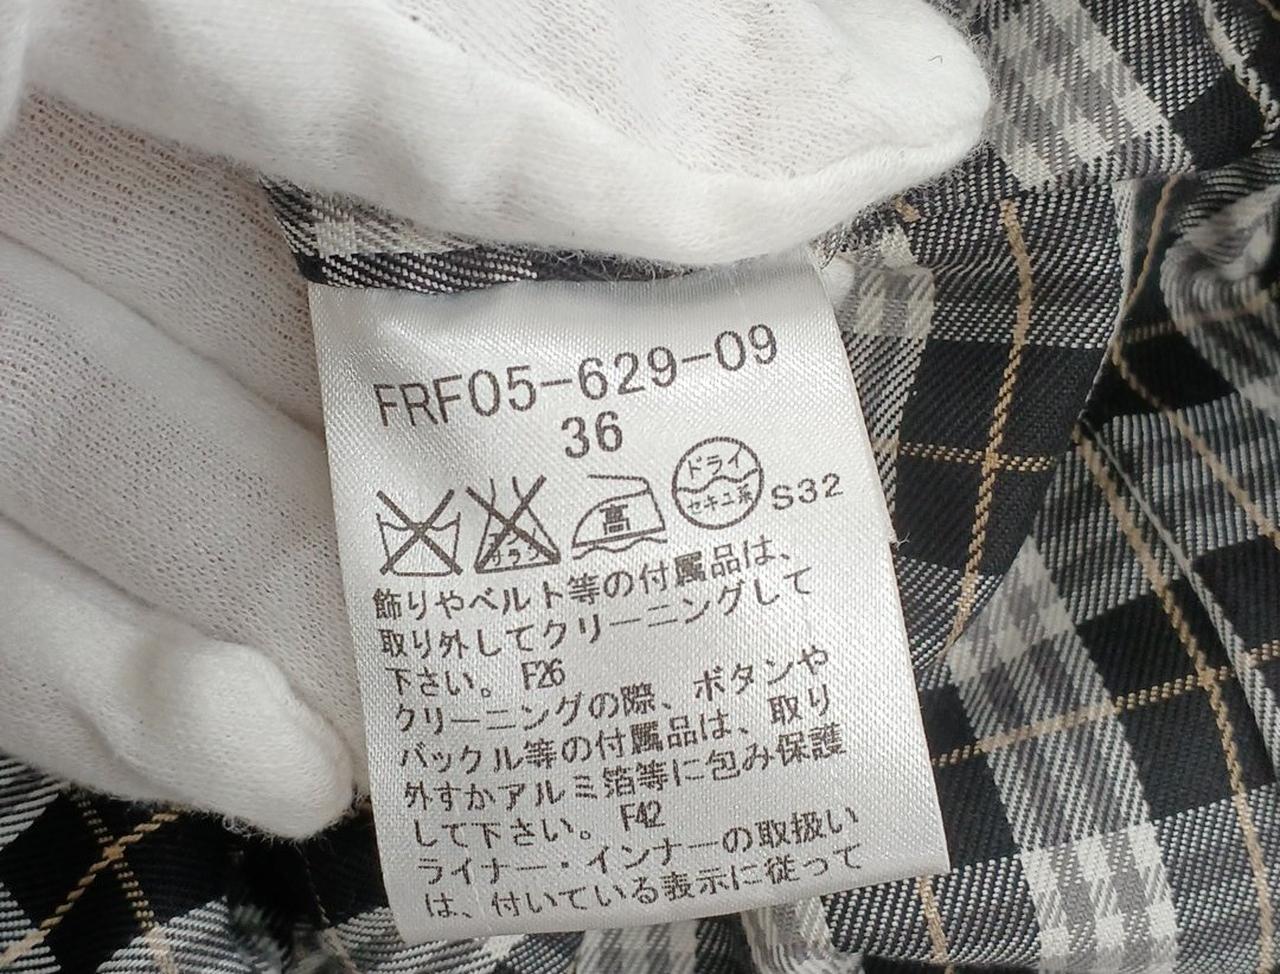 FRF05-629-09
36
高 ドライ
セキユ系 S32
飾りやベルト等の付属品は、
取り外してクリーニングして
下さい。 F26
クリーニングの際、ボタンや
バックル等の付属品は、取り
外すかアルミ箔等に包み保護
して下さい。 F42
ライナー・インナーの取扱い
は、付いている表示に従って